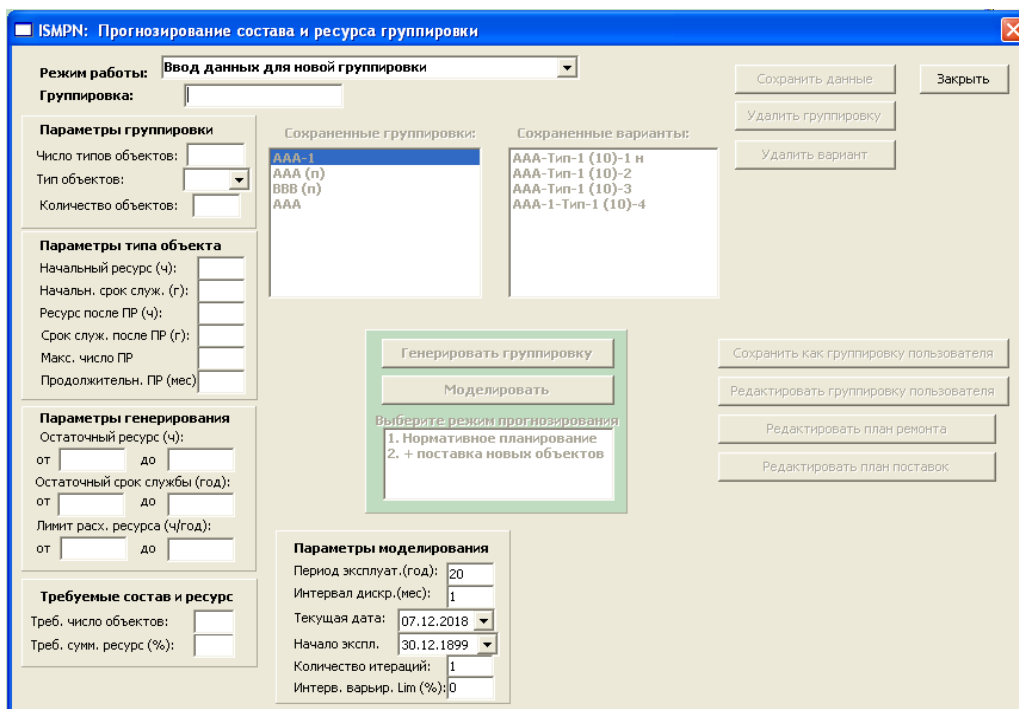 ISMPN: Прогнозирование состава и ресурса группировки
Режим работы: Ввод данных для новой группировки
Группировка:
Сохранить данные
Закрыть
Удалить группировку
Удалить вариант
Параметры группировки
Число типов объектов:
Тип объектов:
Количество объектов:
Сохраненные группировки:
ААА-1
ААА (п)
ВВВ (п)
ААА
Сохраненные варианты:
ААА-Тип-1 (10)-1 н
ААА-Тип-1 (10)-2
ААА-Тип-1 (10)-3
ААА-1-Тип-1 (10)-4
Параметры типа объекта
Начальный ресурс (ч):
Начальн. срок служ. (г):
Ресурс после ПР (ч):
Срок служ. после ПР (г):
Макс. число ПР
Продолжительн. ПР (мес)
Генерировать группировку
Моделировать
Выберите режим прогнозирования
1. Нормативное планирование
2. + поставка новых объектов
Сохранить как группировку пользователя
Редактировать группировку пользователя
Редактировать план ремонта
Редактировать план поставок
Параметры генерирования
Остаточный ресурс (ч):
от до
Остаточный срок службы (год):
от до
Лимит расх. ресурса (ч/год):
от до
Требуемые состав и ресурс
Треб. число объектов:
Треб. сумм. ресурс (%):
Параметры моделирования
Период эксплуат.(год): 20
Интервал дискр.(мес): 1
Текущая дата: 07.12.2018
Начало экспл. 30.12.1899
Количество итераций: 1
Интерв. варьир. Lim (%): 0